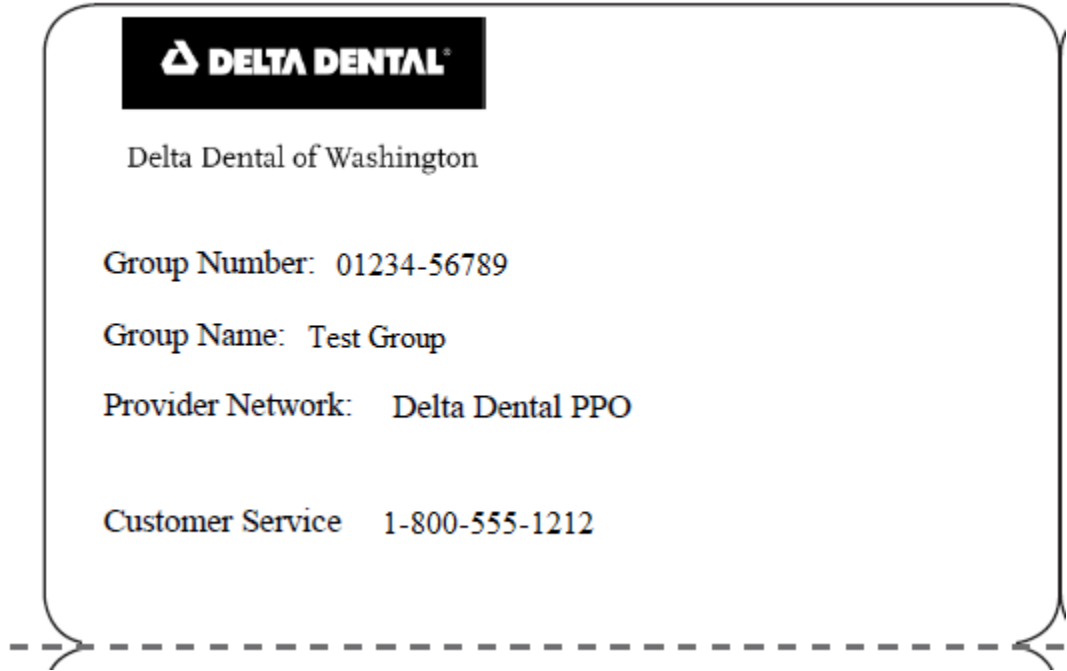 DELTA DENTAL®
Delta Dental of Washington
Group Number: 01234-56789
Group Name: Test Group
Provider Network: Delta Dental PPO
Customer Service 1-800-555-1212